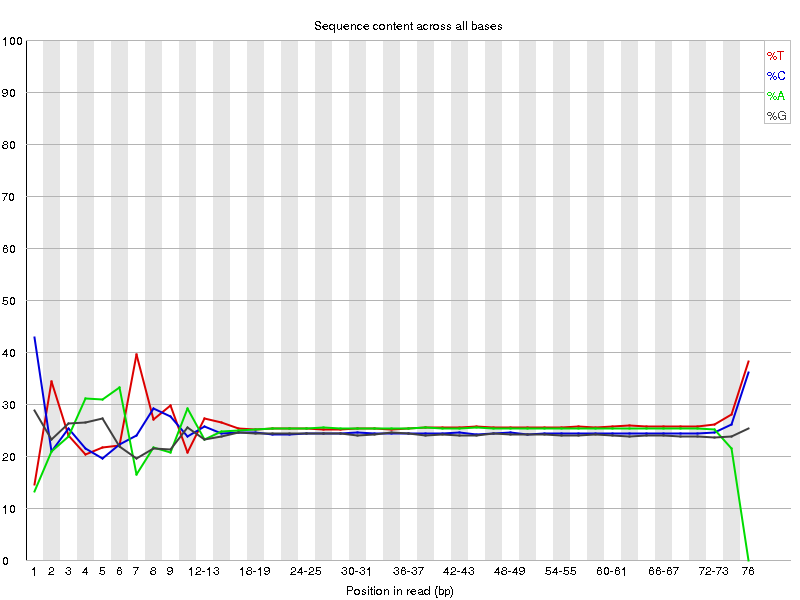 Sequence content across all bases
100
90
80
70
60
50
40
30
20
10
0
%T
%C
%A
%G
1 2 3 4 5 6 7 8 9 12-13 18-19 24-25 30-31 36-37 42-43 48-49 54-55 60-61 66-67 72-73 76
Position in read (bp)